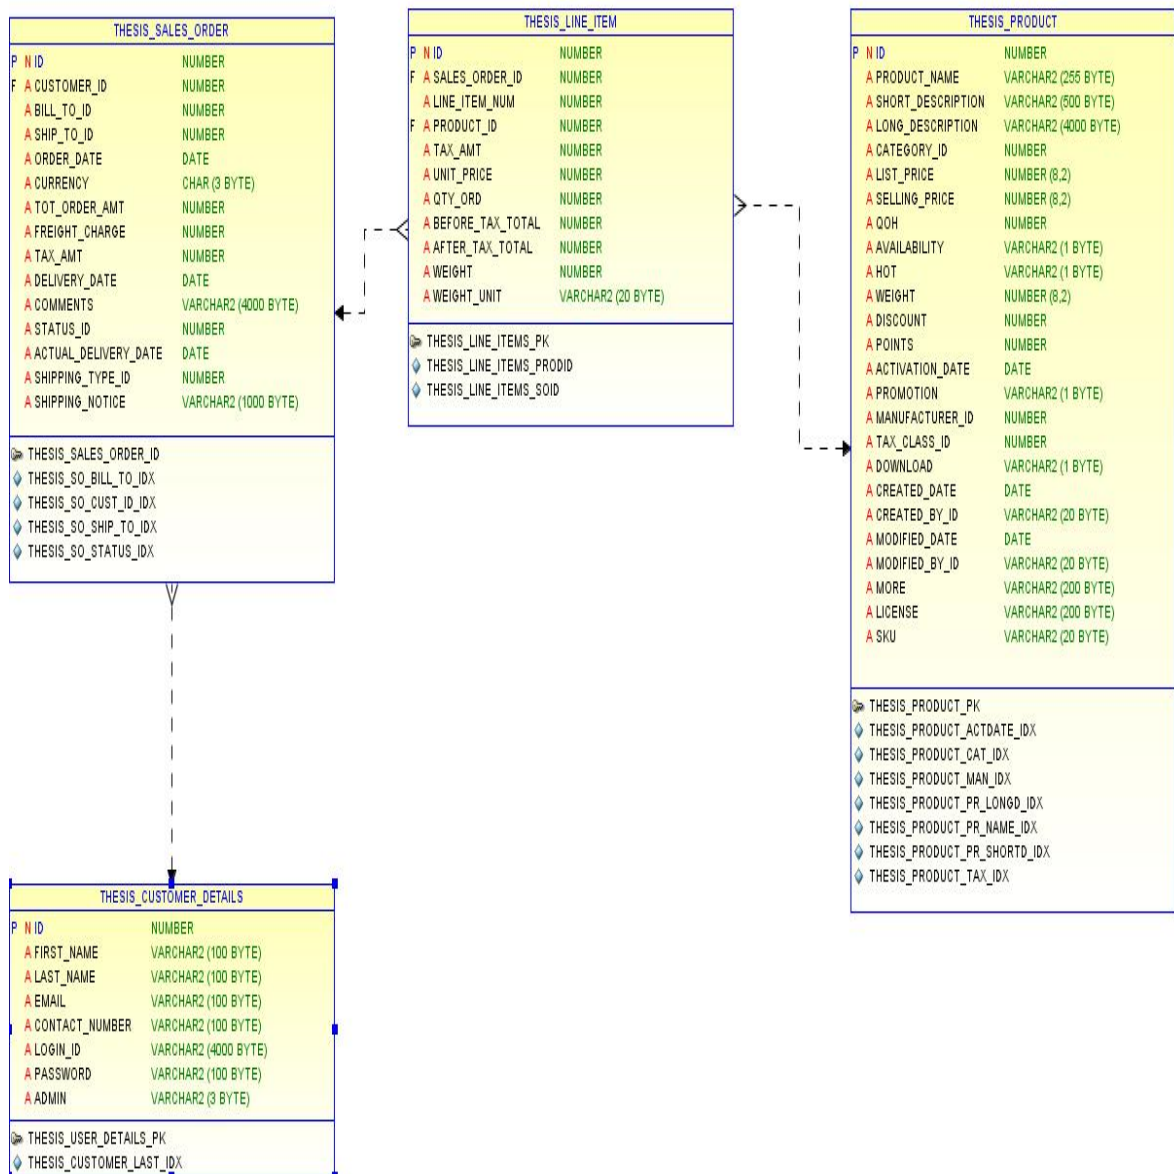 THESIS_SALES_ORDER
P N ID NUMBER
F A CUSTOMER_ID NUMBER
A BILL_TO_ID NUMBER
A SHIP_TO_ID NUMBER
A ORDER_DATE DATE
A CURRENCY CHAR (3 BYTE)
A TOT_ORDER_AMT NUMBER
A FREIGHT_CHARGE NUMBER
A TAX_AMT NUMBER
A DELIVERY_DATE DATE
A COMMENTS VARCHAR2 (4000 BYTE)
A STATUS_ID NUMBER
A ACTUAL_DELIVERY_DATE DATE
A SHIPPING_TYPE_ID NUMBER
A SHIPPING_NOTICE VARCHAR2 (1000 BYTE)
THESIS_SALES_ORDER_ID
THESIS_SO_BILL_TO_IDX
THESIS_SO_CUST_ID_IDX
THESIS_SO_SHIP_TO_IDX
THESIS_SO_STATUS_IDX
THESIS_LINE_ITEM
P N ID NUMBER
F A SALES_ORDER_ID NUMBER
A LINE_ITEM_NUM NUMBER
F A PRODUCT_ID NUMBER
A TAX_AMT NUMBER
A UNIT_PRICE NUMBER
A QTY_ORD NUMBER
A BEFORE_TAX_TOTAL NUMBER
A AFTER_TAX_TOTAL NUMBER
A WEIGHT NUMBER
A WEIGHT_UNIT VARCHAR2 (20 BYTE)
THESIS_LINE_ITEMS_PK
THESIS_LINE_ITEMS_PRODID
THESIS_LINE_ITEMS_SOID
THESIS_PRODUCT
P N ID NUMBER
A PRODUCT_NAME VARCHAR2 (255 BYTE)
A SHORT_DESCRIPTION VARCHAR2 (500 BYTE)
A LONG_DESCRIPTION VARCHAR2 (4000 BYTE)
A CATEGORY_ID NUMBER
A LIST_PRICE NUMBER (8,2)
A SELLING_PRICE NUMBER (8,2)
A QOH NUMBER
A AVAILABILITY VARCHAR2 (1 BYTE)
A HOT VARCHAR2 (1 BYTE)
A WEIGHT NUMBER (8,2)
A DISCOUNT NUMBER
A POINTS NUMBER
A ACTIVATION_DATE DATE
A PROMOTION VARCHAR2 (1 BYTE)
A MANUFACTURER_ID NUMBER
A TAX_CLASS_ID NUMBER
A DOWNLOAD VARCHAR2 (1 BYTE)
A CREATED_DATE DATE
A CREATED_BY_ID VARCHAR2 (20 BYTE)
A MODIFIED_DATE DATE
A MODIFIED_BY_ID VARCHAR2 (20 BYTE)
A MORE VARCHAR2 (200 BYTE)
A LICENSE VARCHAR2 (200 BYTE)
A SKU VARCHAR2 (20 BYTE)
THESIS_PRODUCT_PK
THESIS_PRODUCT_ACTDATE_IDX
THESIS_PRODUCT_CAT_IDX
THESIS_PRODUCT_MAN_IDX
THESIS_PRODUCT_PR_LONGD_IDX
THESIS_PRODUCT_PR_NAME_IDX
THESIS_PRODUCT_PR_SHORTD_IDX
THESIS_PRODUCT_TAX_IDX
THESIS_CUSTOMER_DETAILS
P N ID NUMBER
A FIRST_NAME VARCHAR2 (100 BYTE)
A LAST_NAME VARCHAR2 (100 BYTE)
A EMAIL VARCHAR2 (100 BYTE)
A CONTACT_NUMBER VARCHAR2 (100 BYTE)
A LOGIN_ID VARCHAR2 (4000 BYTE)
A PASSWORD VARCHAR2 (100 BYTE)
A ADMIN VARCHAR2 (3 BYTE)
THESIS_USER_DETAILS_PK
THESIS_CUSTOMER_LAST_IDX